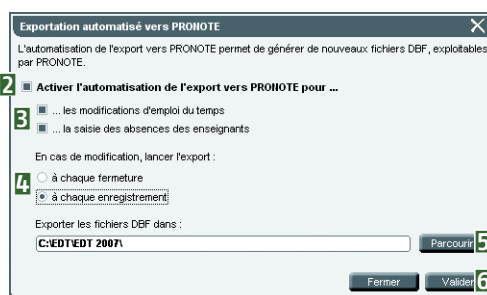 Exportation automatisé vers PRONOTE
L'automatisation de l'export vers PRONOTE permet de générer de nouveaux fichiers DBF, exploitables
par PRONOTE.
2 Activer l'automatisation de l'export vers PRONOTE pour ...
3 ... les modifications d'emploi du temps
... la saisie des absences des enseignants
En cas de modification, lancer l'export :
4 à chaque fermeture
à chaque enregistrement
Exporter les fichiers DBF dans :
C:\EDT\EDT 2007\ Parcourir 5
Fermer Valider 6